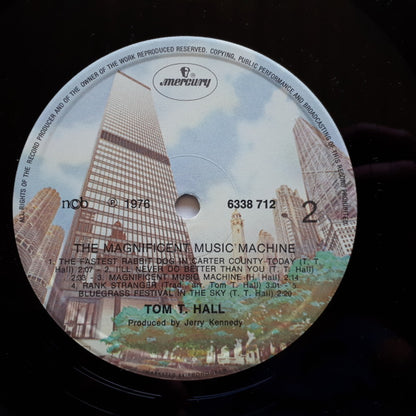 ALL RIGHTS OF THE RECORD PRODUCER AND OF THE OWNER OF THE WORK REPRODUCED RESERVED. COPYING, PUBLIC PERFORMANCE AND BROADCASTING OF THIS RECORD PROHIBITED
mercury
ncb ℗ 1976 6338 712 2
THE MAGNIFICENT MUSIC MACHINE
1. THE FASTEST RABBIT DOG IN CARTER COUNTY TODAY (T. T.
Hall) 2:07 - 2. I'LL NEVER DO BETTER THAN YOU (T. T. Hall)
2:35 - 3. MAGNIFICENT MUSIC MACHINE (H. Hall) 2:14
4. RANK STRANGER (Trad. arr. Tom T. Hall) 3:01 - 5.
BLUEGRASS FESTIVAL IN THE SKY (T. T. Hall) 2:20
TOM T. HALL
Produced by Jerry Kennedy